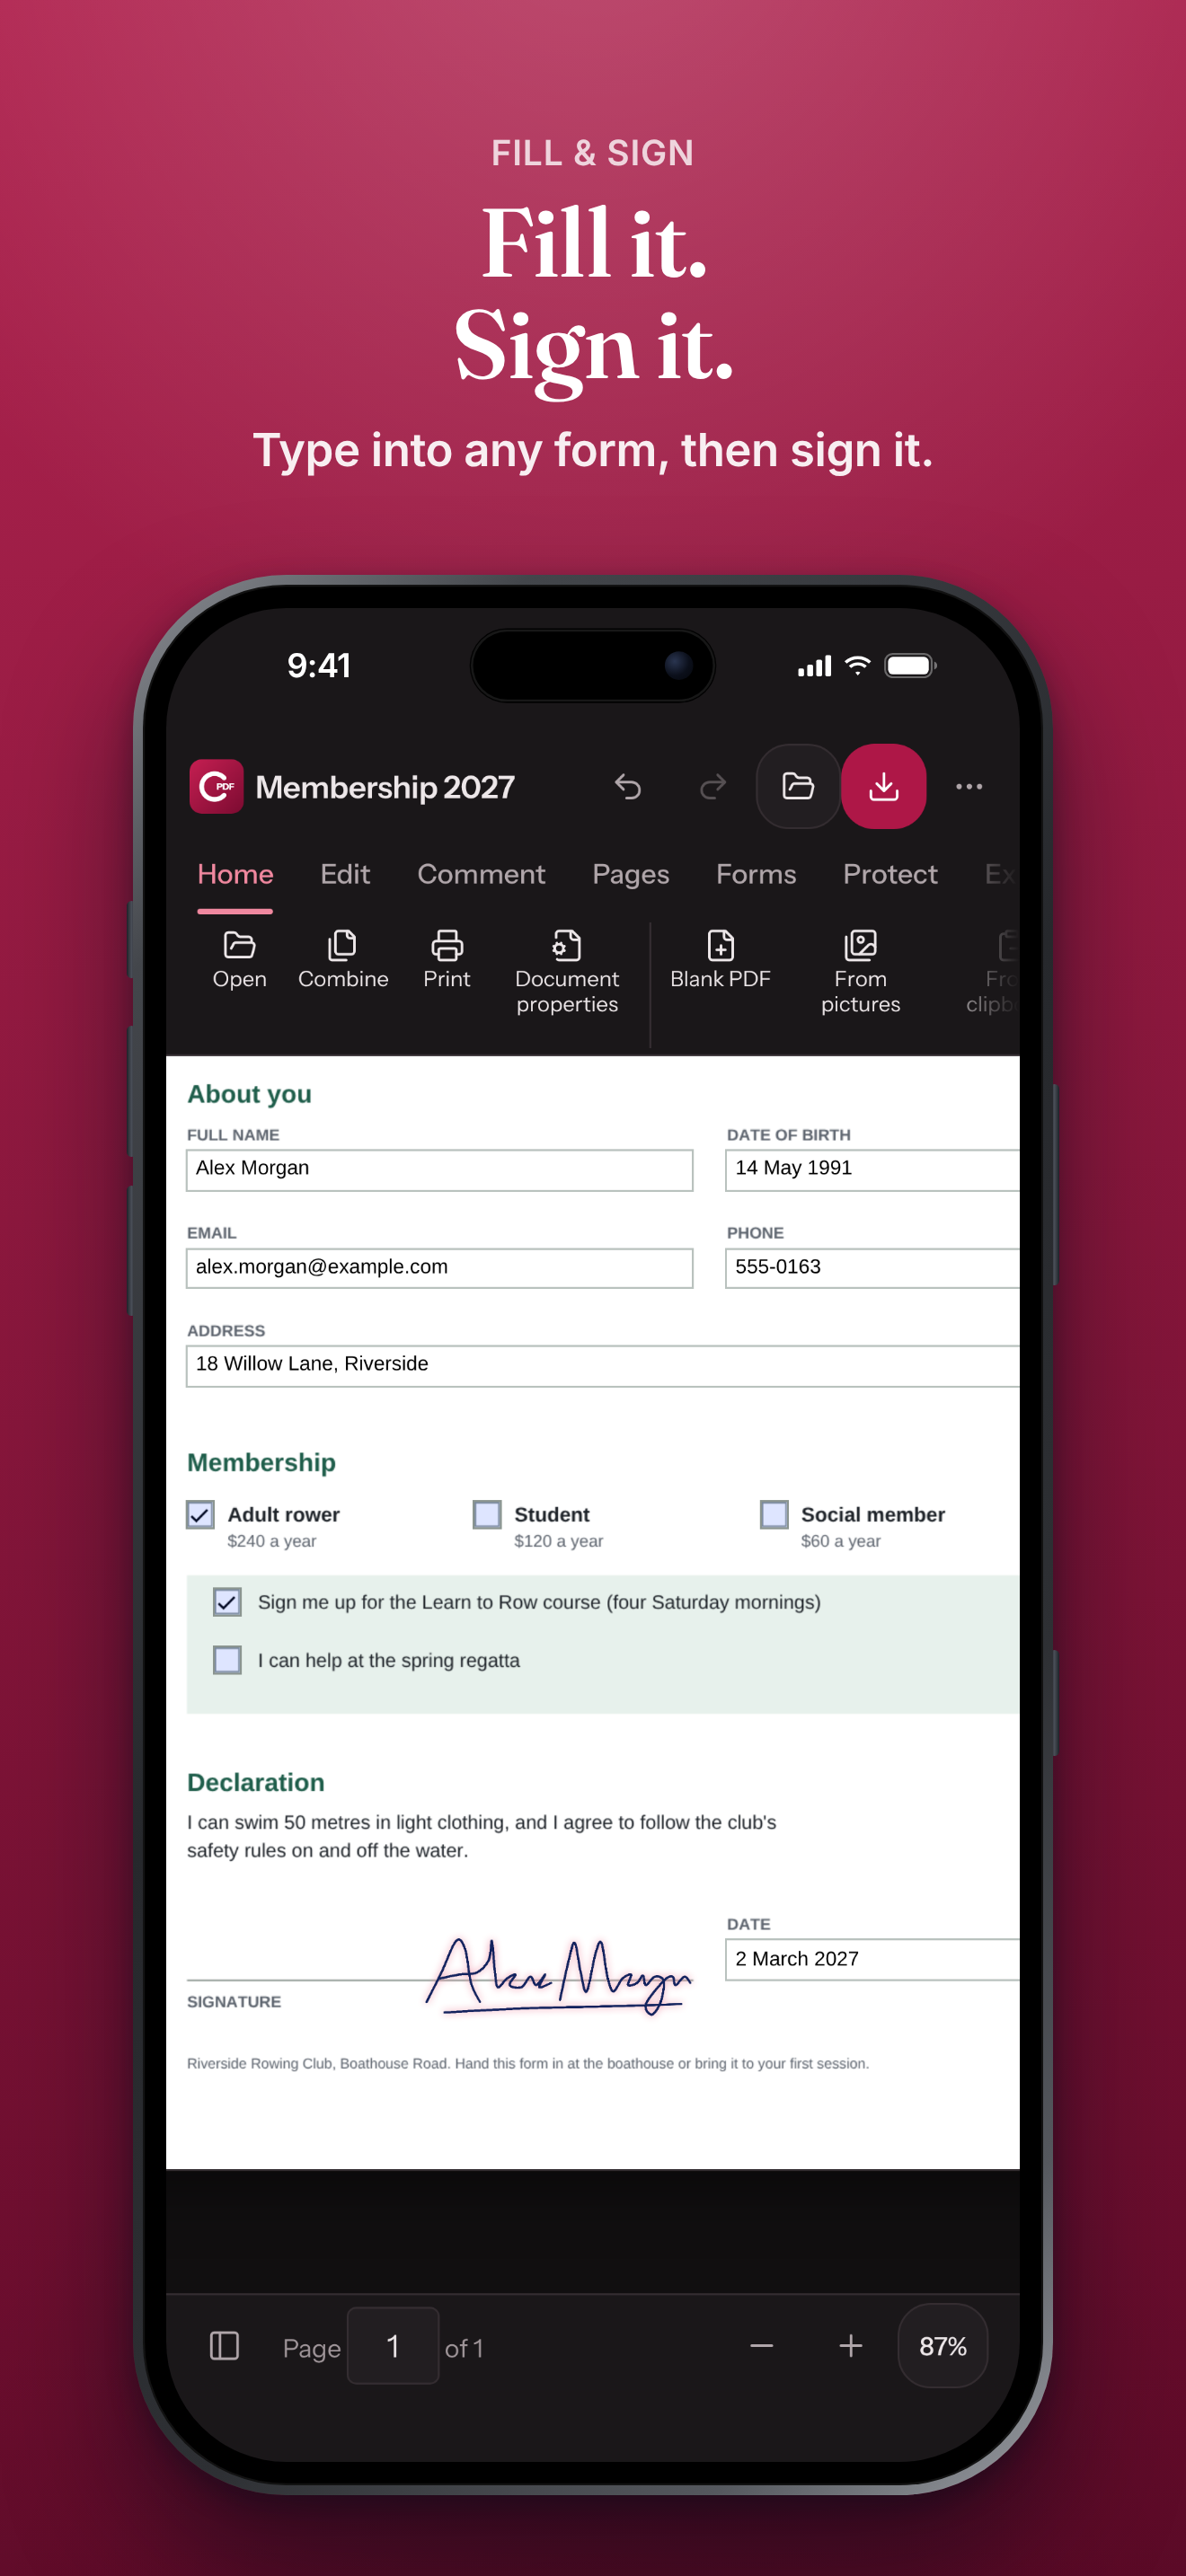 FILL & SIGN
Fill it.
Sign it.
Type into any form, then sign it.
9:41
PDF
Membership 2027
Home Edit Comment Pages Forms Protect Ex
Open Combine Print Document properties Blank PDF From pictures
About you
FULL NAME DATE OF BIRTH
Alex Morgan 14 May 1991
EMAIL PHONE
alex.morgan@example.com 555-0163
ADDRESS
18 Willow Lane, Riverside
Membership
Adult rower Student Social member
$240 a year $120 a year $60 a year
Sign me up for the Learn to Row course (four Saturday mornings)
I can help at the spring regatta
Declaration
I can swim 50 metres in light clothing, and I agree to follow the club's
safety rules on and off the water.
DATE
Alex Morgan 2 March 2027
SIGNATURE
Riverside Rowing Club, Boathouse Road. Hand this form in at the boathouse or bring it to your first session.
Page 1 of 1 87%